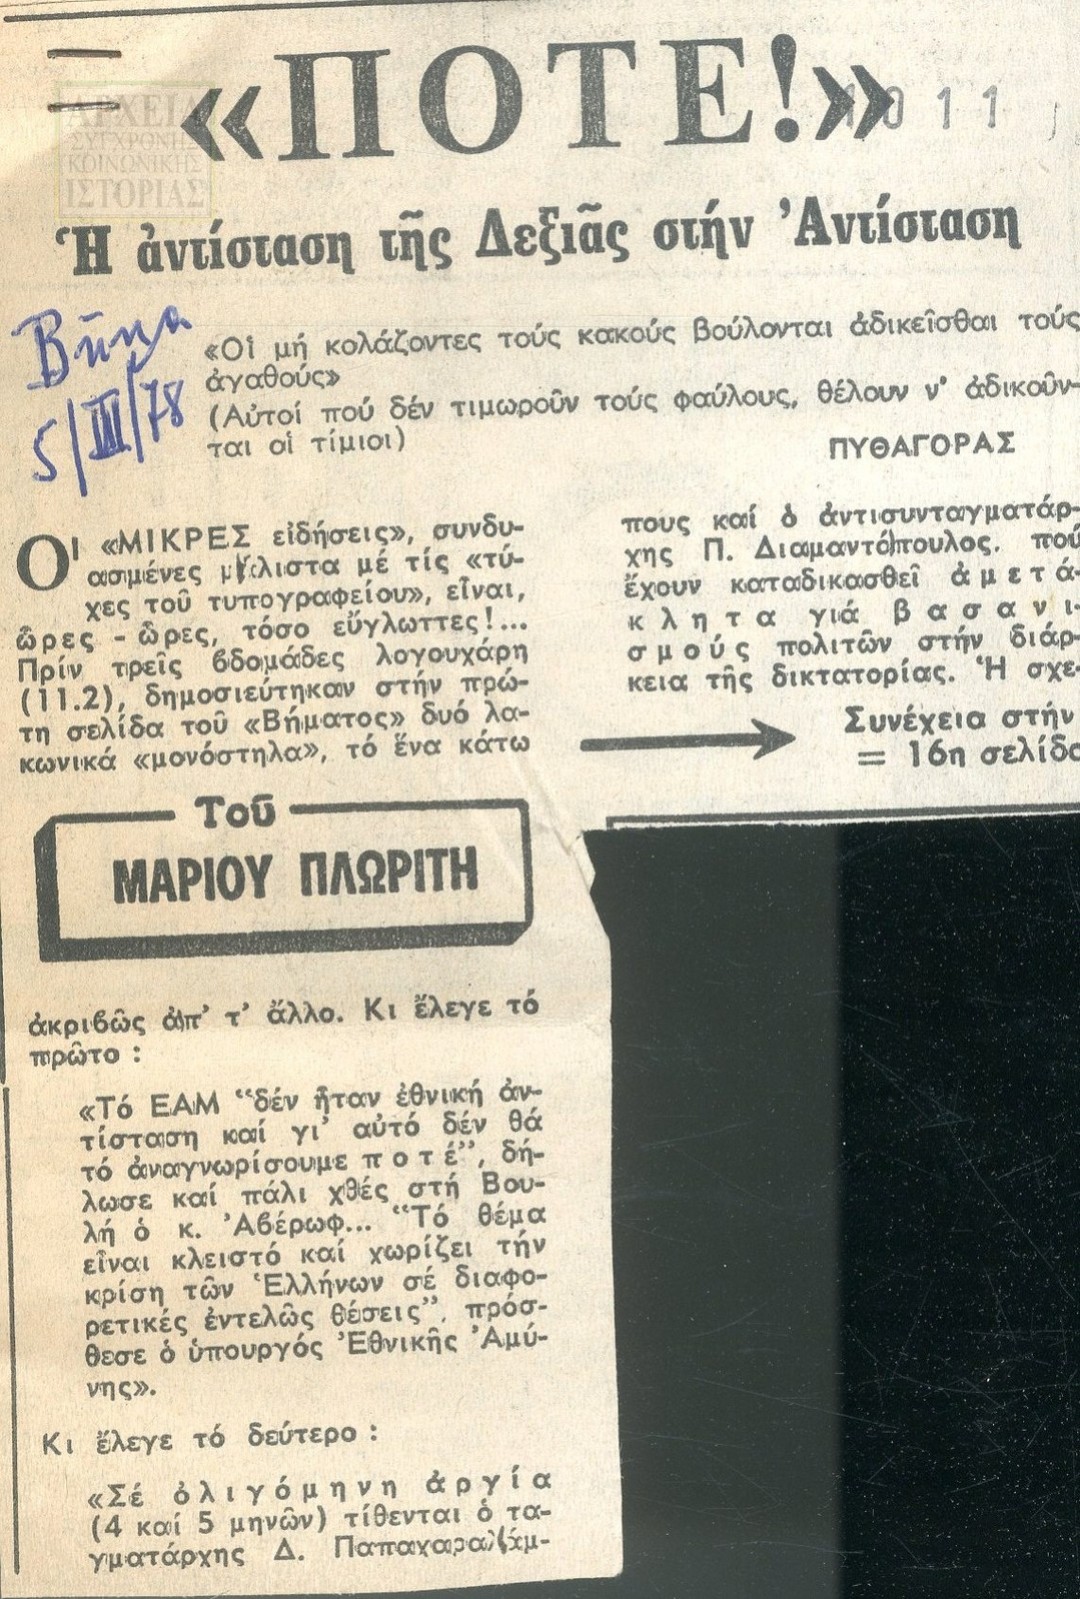 «ΠΟΤΕ!»
1011
ΑΡΧΕΙΑ
ΣΥΓΧΡΟΝΗΣ
ΚΟΙΝΩΝΙΚΗΣ
ΙΣΤΟΡΙΑΣ
Ἡ ἀντίσταση τῆς Δεξιᾶς στήν Ἀντίσταση
Βῆμα
5/III/78
«Οἱ μή κολάζοντες τούς κακούς βούλονται ἀδικεῖσθαι τούς
ἀγαθούς»
(Αὐτοί πού δέν τιμωροῦν τούς φαύλους, θέλουν ν' ἀδικοῦν-
ται οἱ τίμιοι)
ΠΥΘΑΓΟΡΑΣ
Οἱ «ΜΙΚΡΕΣ εἰδήσεις», συνδυ-
ασμένες μάλιστα μέ τίς «τύ-
χες τοῦ τυπογραφείου», εἶναι,
ὧρες - ὧρες, τόσο εὔγλωττες!...
Πρίν τρεῖς βδομάδες λογουχάρη
(11.2), δημοσιεύτηκαν στήν πρώ-
τη σελίδα τοῦ «Βήματος» δυό λα-
κωνικά «μονόστηλα», τό ἕνα κάτω
Τοῦ
ΜΑΡΙΟΥ ΠΛΩΡΙΤΗ
ἀκριβῶς ἀπ' τ' ἄλλο. Κι ἔλεγε τό
πρῶτο :
«Τό ΕΑΜ "δέν ἦταν ἐθνική ἀν-
τίσταση καί γι' αὐτό δέν θά
τό ἀναγνωρίσουμε π ο τ έ", δή-
λωσε καί πάλι χθές στή Βου-
λή ὁ κ. Ἀβέρωφ... "Τό θέμα
εἶναι κλειστό καί χωρίζει τήν
κρίση τῶν Ἑλλήνων σέ διαφο-
ρετικές ἐντελῶς θέσεις", πρόσ-
θεσε ὁ ὑπουργός Ἐθνικῆς Ἀμύ-
νης».
Κι ἔλεγε τό δεύτερο :
«Σέ ὀ λ ι γ ό μ η ν η ἀ ρ γ ί α
(4 καί 5 μηνῶν) τίθενται ὁ τα-
γματάρχης Δ. Παπαχαραλάμ-
πους καί ὁ ἀντισυνταγματάρ-
χης Π. Διαμαντόπουλος, πού
ἔχουν καταδικασθεῖ ἀ μ ε τ ά-
κ λ η τ α γιά β α σ α ν ι-
σ μ ο ύ ς πολιτῶν στήν διάρ-
κεια τῆς δικτατορίας. Ἡ σχε-
Συνέχεια στήν
= 16η σελίδα